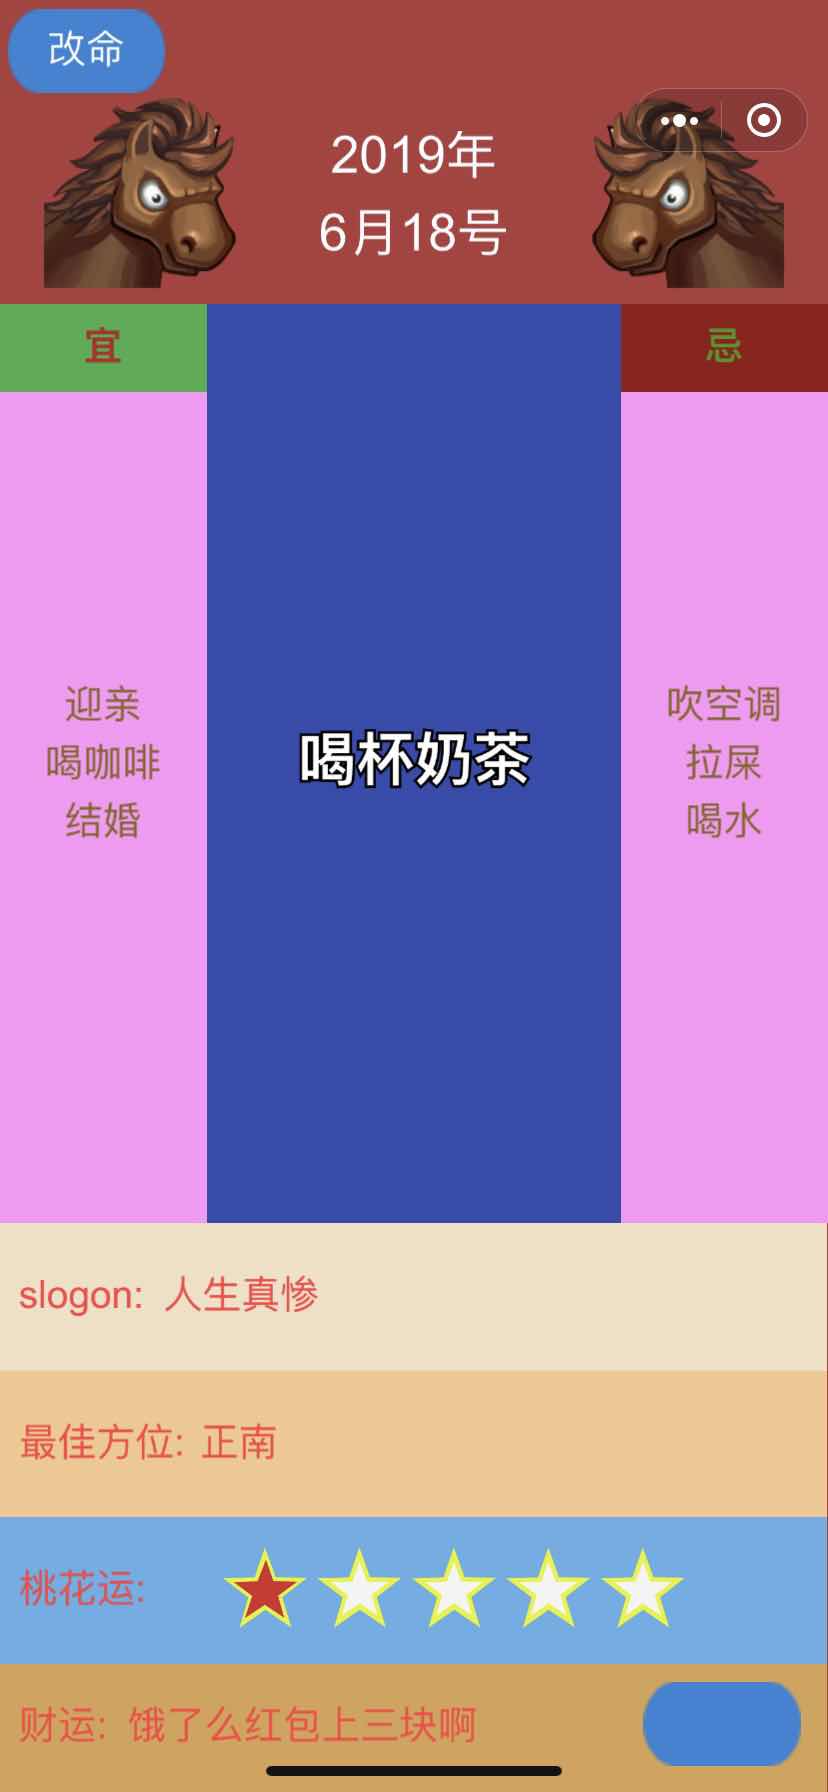 改命
2019年
6月18号
宜
忌
迎亲
喝咖啡
结婚
喝杯奶茶
吹空调
拉屎
喝水
slogon: 人生真惨
最佳方位: 正南
桃花运:
财运: 饿了么红包上三块啊